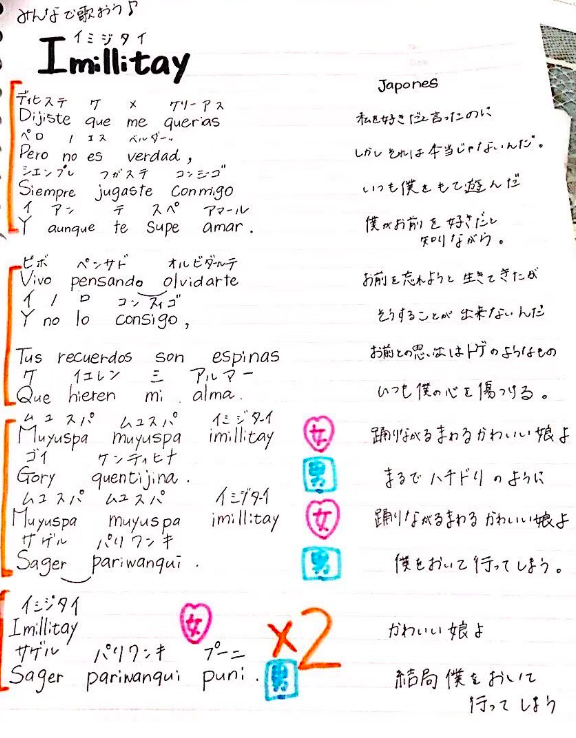 みんなで歌おう♪
イミジタイ
Imillitay
Japones
ディヒステ ケ メ ケリーアス
Dijiste que me querias 私を好きだと言ったのに
ペロ ノ エス ベルダー
Pero no es verdad, しかしそれは本当じゃないんだ。
シエンプレ フガステ コンミゴ
Siempre jugaste conmigo いつも僕をもて遊んだ
イ アン テ スペ アマール
Y aunque te supe amar. 僕がお前を好きだと
知りながら。
ビボ ペンサド オルビダールテ
Vivo pensando olvidarte お前を忘れようと生きてきたが
イ ノ ロ コンスィゴ
Y no lo consigo, そうすることが出来ないんだ
Tus recuerdos son espinas お前との思い出はトゲのようなもの
ケ イエレン ミ アルマー
Que hieren mi alma. いつも僕の心を傷つける。
ムユスパ ムユスパ イミジタイ
Muyuspa muyuspa imillitay 女 踊りながらまわるかわいい娘よ
ゴイ ケンティヒナ
Gory quentijina. 男 まるでハチドリのように
ムユスパ ムユスパ イミジタイ
Muyuspa muyuspa imillitay 女 踊りながらまわるかわいい娘よ
サゲル パリワンキ
Sager pariwanqui. 男 僕をおいて行ってしまう。
イミジタイ
Imillitay 女 ×2 かわいい娘よ
サゲル パリワンキ プーニ
Sager pariwanqui puni. 男 結局僕をおいて
行ってしまう